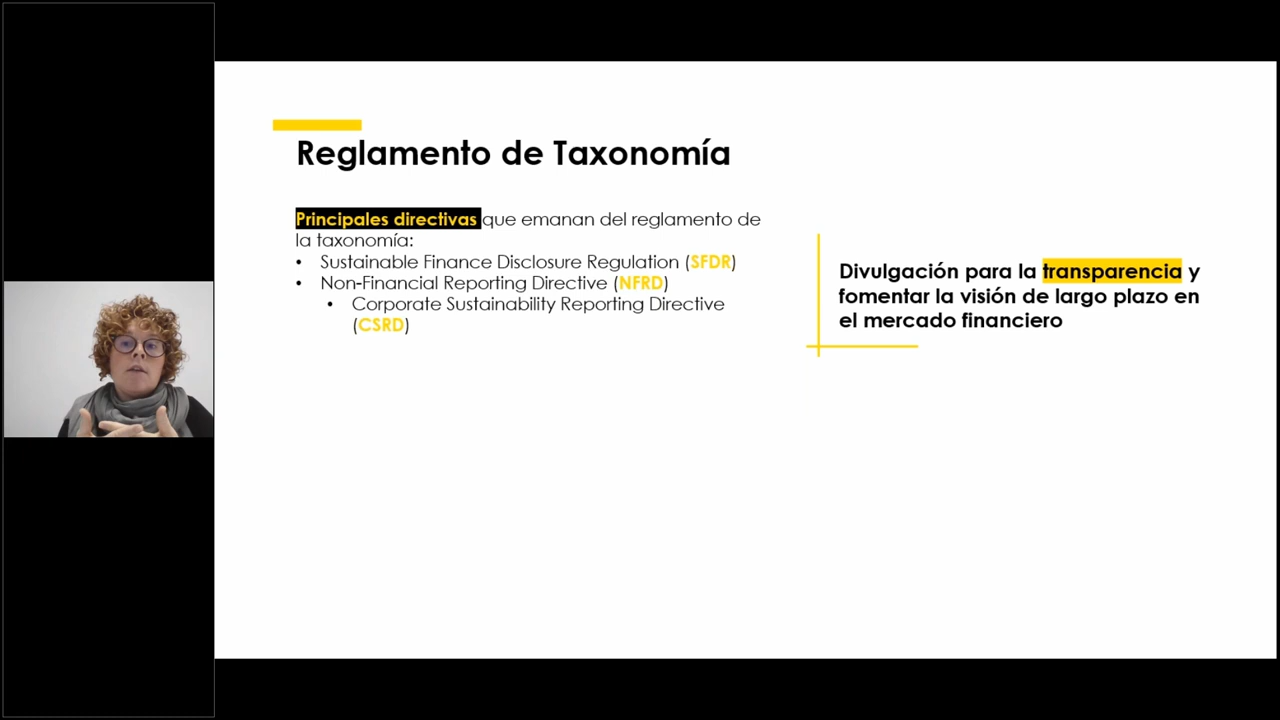 Reglamento de Taxonomía
Principales directivas que emanan del reglamento de
la taxonomía:
• Sustainable Finance Disclosure Regulation (SFDR)
• Non-Financial Reporting Directive (NFRD)
• Corporate Sustainability Reporting Directive
(CSRD)
Divulgación para la transparencia y
fomentar la visión de largo plazo en
el mercado financiero